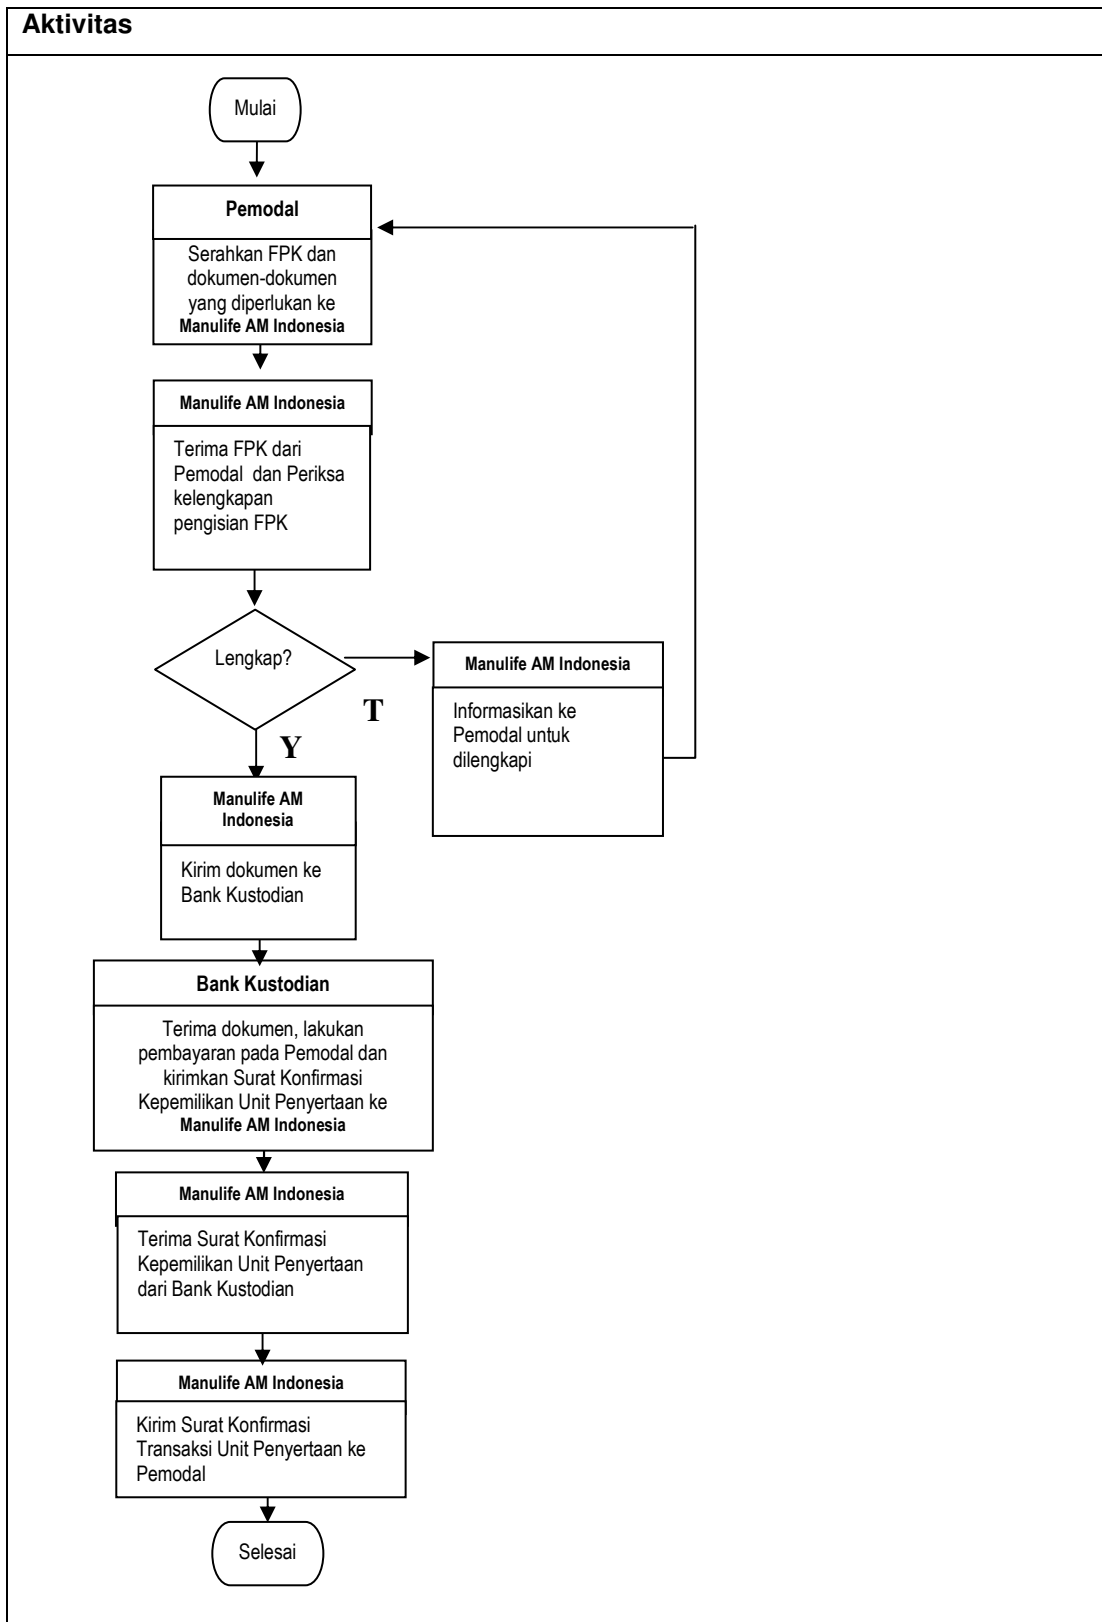 Aktivitas
Mulai
Pemodal
Serahkan FPK dan
dokumen-dokumen
yang diperlukan ke
Manulife AM Indonesia
Manulife AM Indonesia
Terima FPK dari
Pemodal dan Periksa
kelengkapan
pengisian FPK
Lengkap?
T
Manulife AM Indonesia
Informasikan ke
Pemodal untuk
dilengkapi
Y
Manulife AM
Indonesia
Kirim dokumen ke
Bank Kustodian
Bank Kustodian
Terima dokumen, lakukan
pembayaran pada Pemodal dan
kirimkan Surat Konfirmasi
Kepemilikan Unit Penyertaan ke
Manulife AM Indonesia
Manulife AM Indonesia
Terima Surat Konfirmasi
Kepemilikan Unit Penyertaan
dari Bank Kustodian
Manulife AM Indonesia
Kirim Surat Konfirmasi
Transaksi Unit Penyertaan ke
Pemodal
Selesai